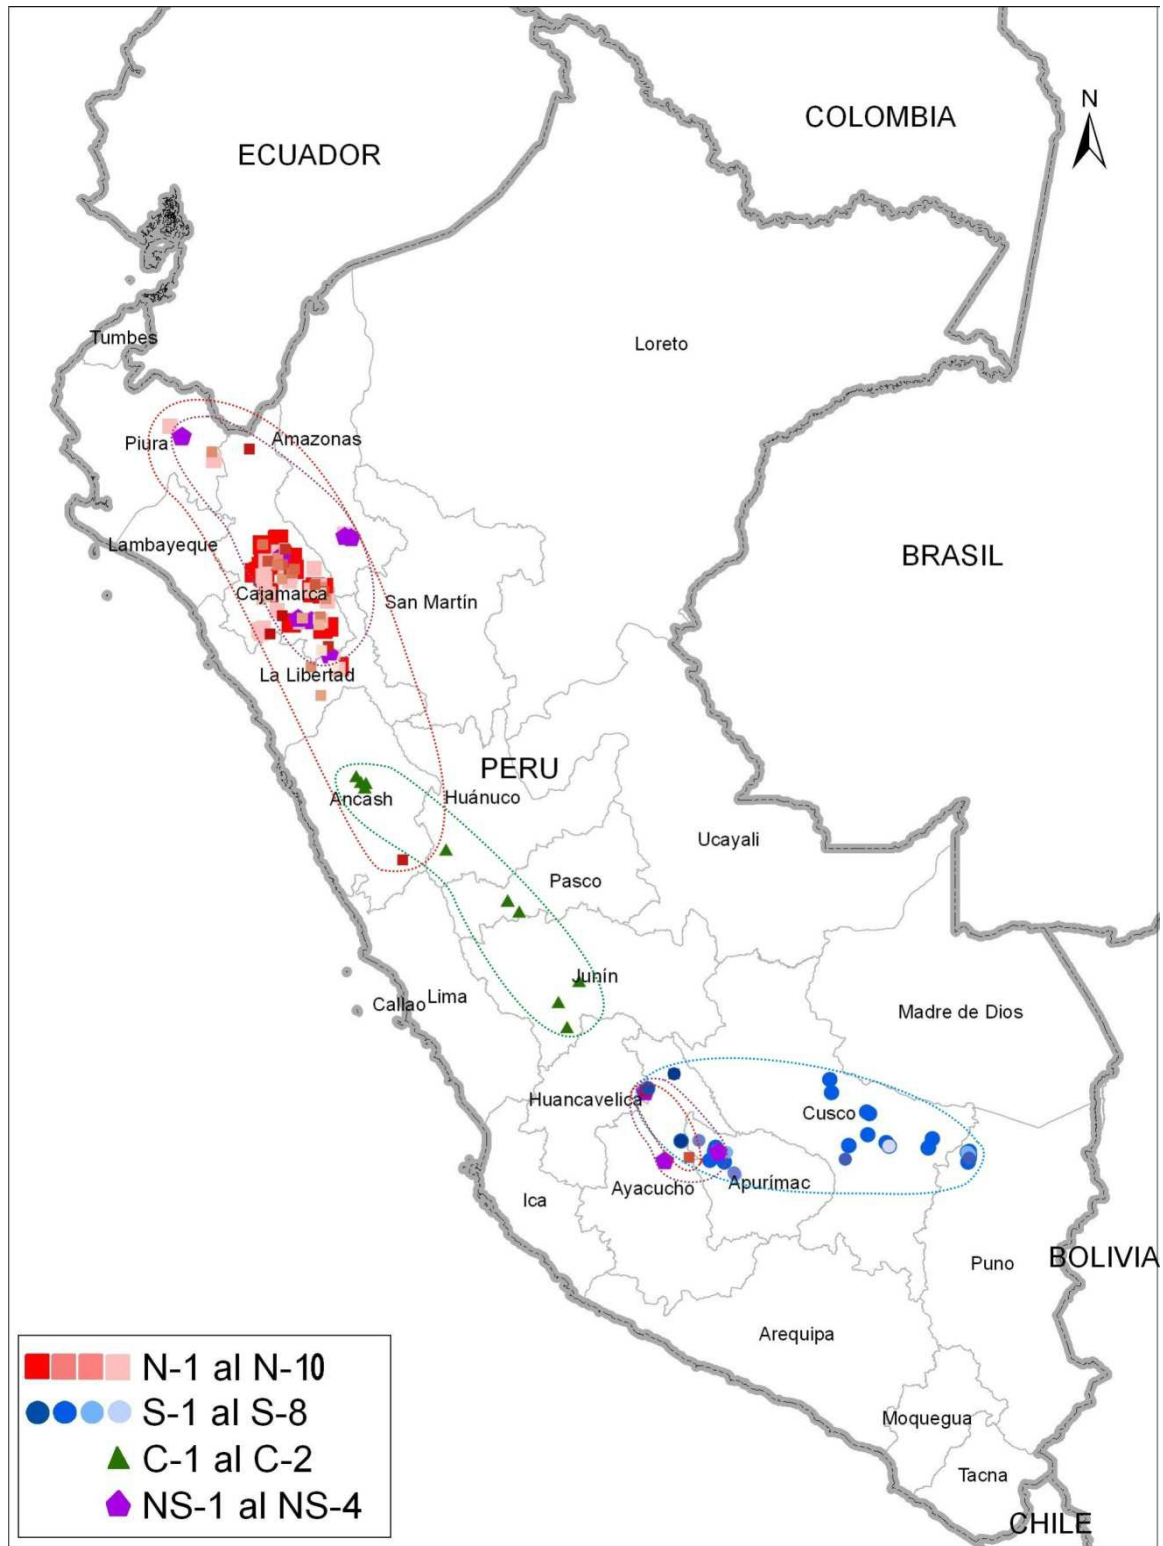 COLOMBIA
N
ECUADOR
Tumbes
Loreto
Piura
Amazonas
Lambayeque
BRASIL
Cajamarca
San Martín
La Libertad
PERU
Ancash
Huánuco
Ucayali
Pasco
Junín
Callao
Lima
Madre de Dios
Huancavelica
Cusco
Ayacucho
Apurímac
Ica
Puno
BOLIVIA
Arequipa
Moquegua
Tacna
CHILE
N-1 al N-10
S-1 al S-8
C-1 al C-2
NS-1 al NS-4